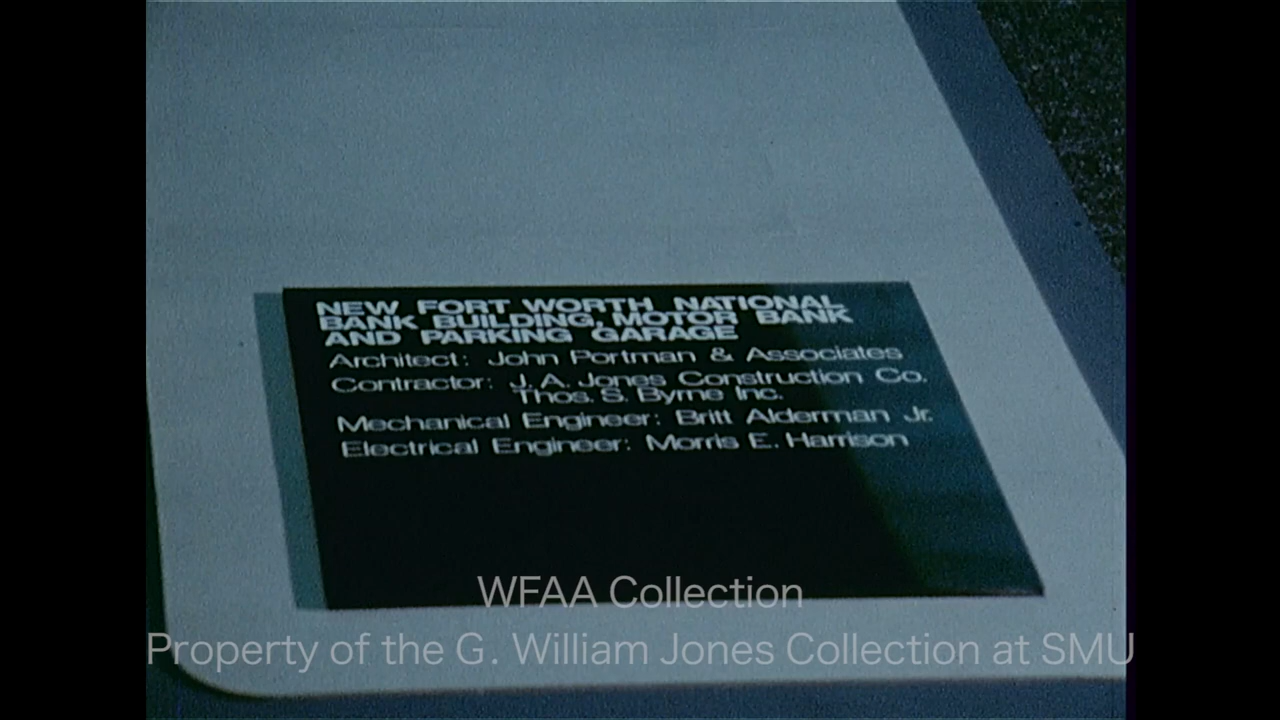 NEW FORT WORTH NATIONAL
BANK BUILDING, MOTOR BANK
AND PARKING GARAGE
Architect: John Portman & Associates
Contractor: J. A. Jones Construction Co.
Thos. S. Byrne Inc.
Mechanical Engineer: Britt Alderman Jr.
Electrical Engineer: Morris E. Harrison
WFAA Collection
Property of the G. William Jones Collection at SMU